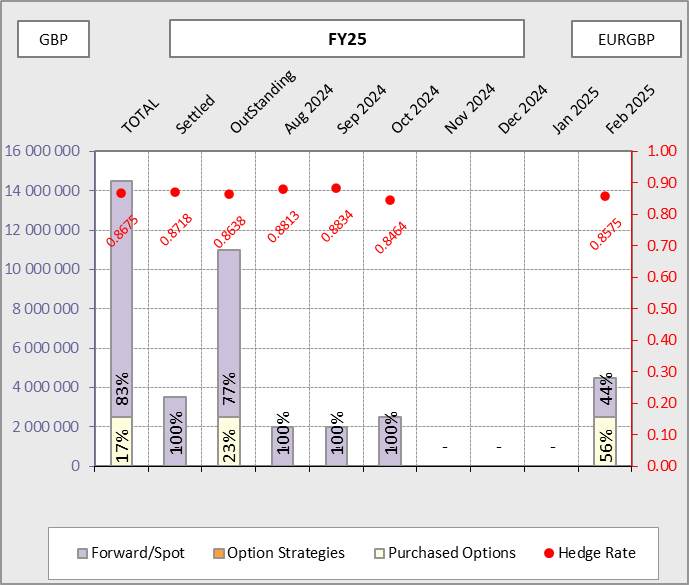 GBP
FY25
EURGBP
TOTAL
Settled
OutStanding
Aug 2024
Sep 2024
Oct 2024
Nov 2024
Dec 2024
Jan 2025
Feb 2025
16 000 000
14 000 000
12 000 000
10 000 000
8 000 000
6 000 000
4 000 000
2 000 000
0
1.00
0.90
0.80
0.70
0.60
0.50
0.40
0.30
0.20
0.10
0.00
0.8675
0.8718
0.8638
0.8813
0.8834
0.8464
0.8575
83%
17%
100%
77%
23%
100%
100%
100%
-
-
-
44%
56%
Forward/Spot
Option Strategies
Purchased Options
Hedge Rate